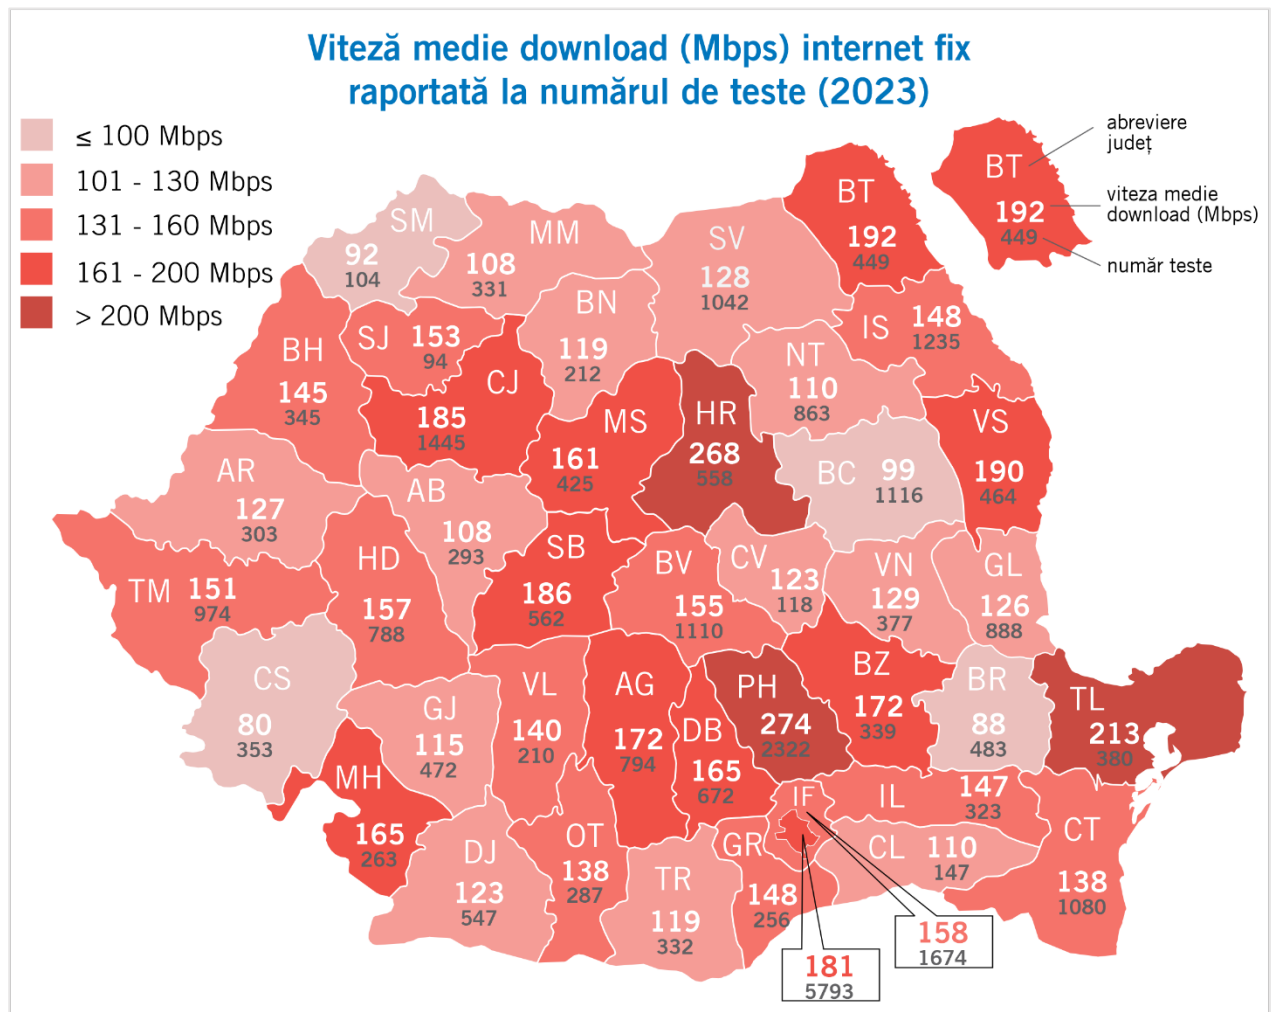 Viteză medie download (Mbps) internet fix
raportată la numărul de teste (2023)
≤ 100 Mbps
101 - 130 Mbps
131 - 160 Mbps
161 - 200 Mbps
> 200 Mbps
abreviere
județ
BT
192
449
viteza medie
download (Mbps)
număr teste
SM
92
104
MM
108
331
SV
128
1042
BT
192
449
BH
145
345
SJ
153
94
CJ
185
1445
BN
119
212
MS
161
425
HR
268
558
NT
110
863
IS
148
1235
VS
190
464
AR
127
303
AB
108
293
BC
99
1116
TM
151
974
HD
157
788
SB
186
562
BV
155
1110
CV
123
118
VN
129
377
GL
126
888
CS
80
353
GJ
115
472
VL
140
210
AG
172
794
DB
165
672
PH
274
2322
BZ
172
339
BR
88
483
TL
213
380
MH
165
263
DJ
123
547
OT
138
287
TR
119
332
GR
148
256
IF
IL
147
323
CL
110
147
CT
138
1080
158
1674
181
5793